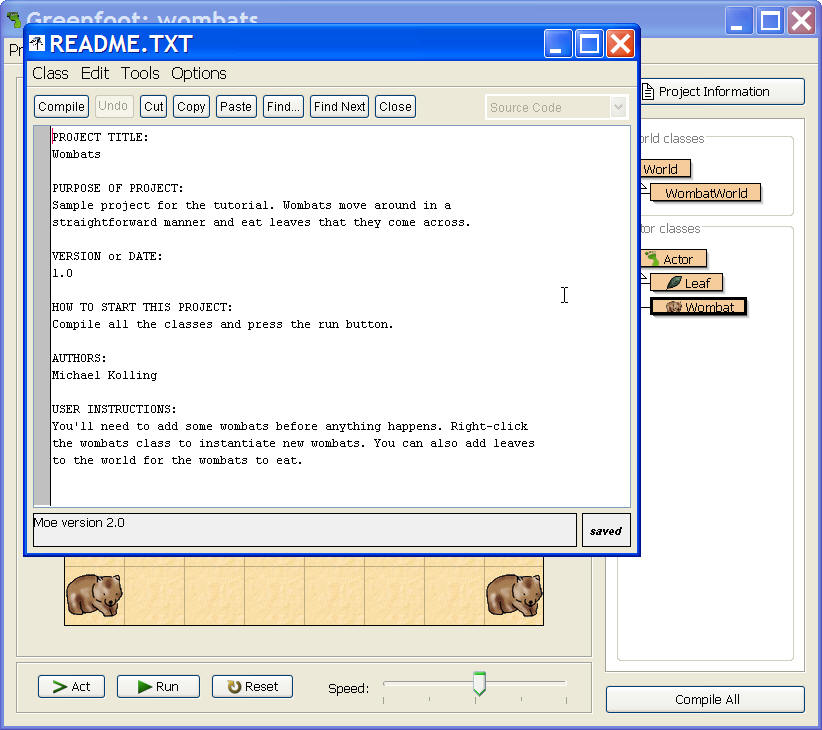 Greenfoot: wombats
Pr
README.TXT
Class Edit Tools Options
Compile Undo Cut Copy Paste Find... Find Next Close Source Code
PROJECT TITLE:
Wombats
PURPOSE OF PROJECT:
Sample project for the tutorial. Wombats move around in a
straightforward manner and eat leaves that they come across.
VERSION or DATE:
1.0
HOW TO START THIS PROJECT:
Compile all the classes and press the run button.
AUTHORS:
Michael Kolling
USER INSTRUCTIONS:
You'll need to add some wombats before anything happens. Right-click
the wombats class to instantiate new wombats. You can also add leaves
to the world for the wombats to eat.
Moe version 2.0
saved
Project Information
rld classes
World
WombatWorld
tor classes
Actor
Leaf
Wombat
Act Run Reset Speed:
Compile All